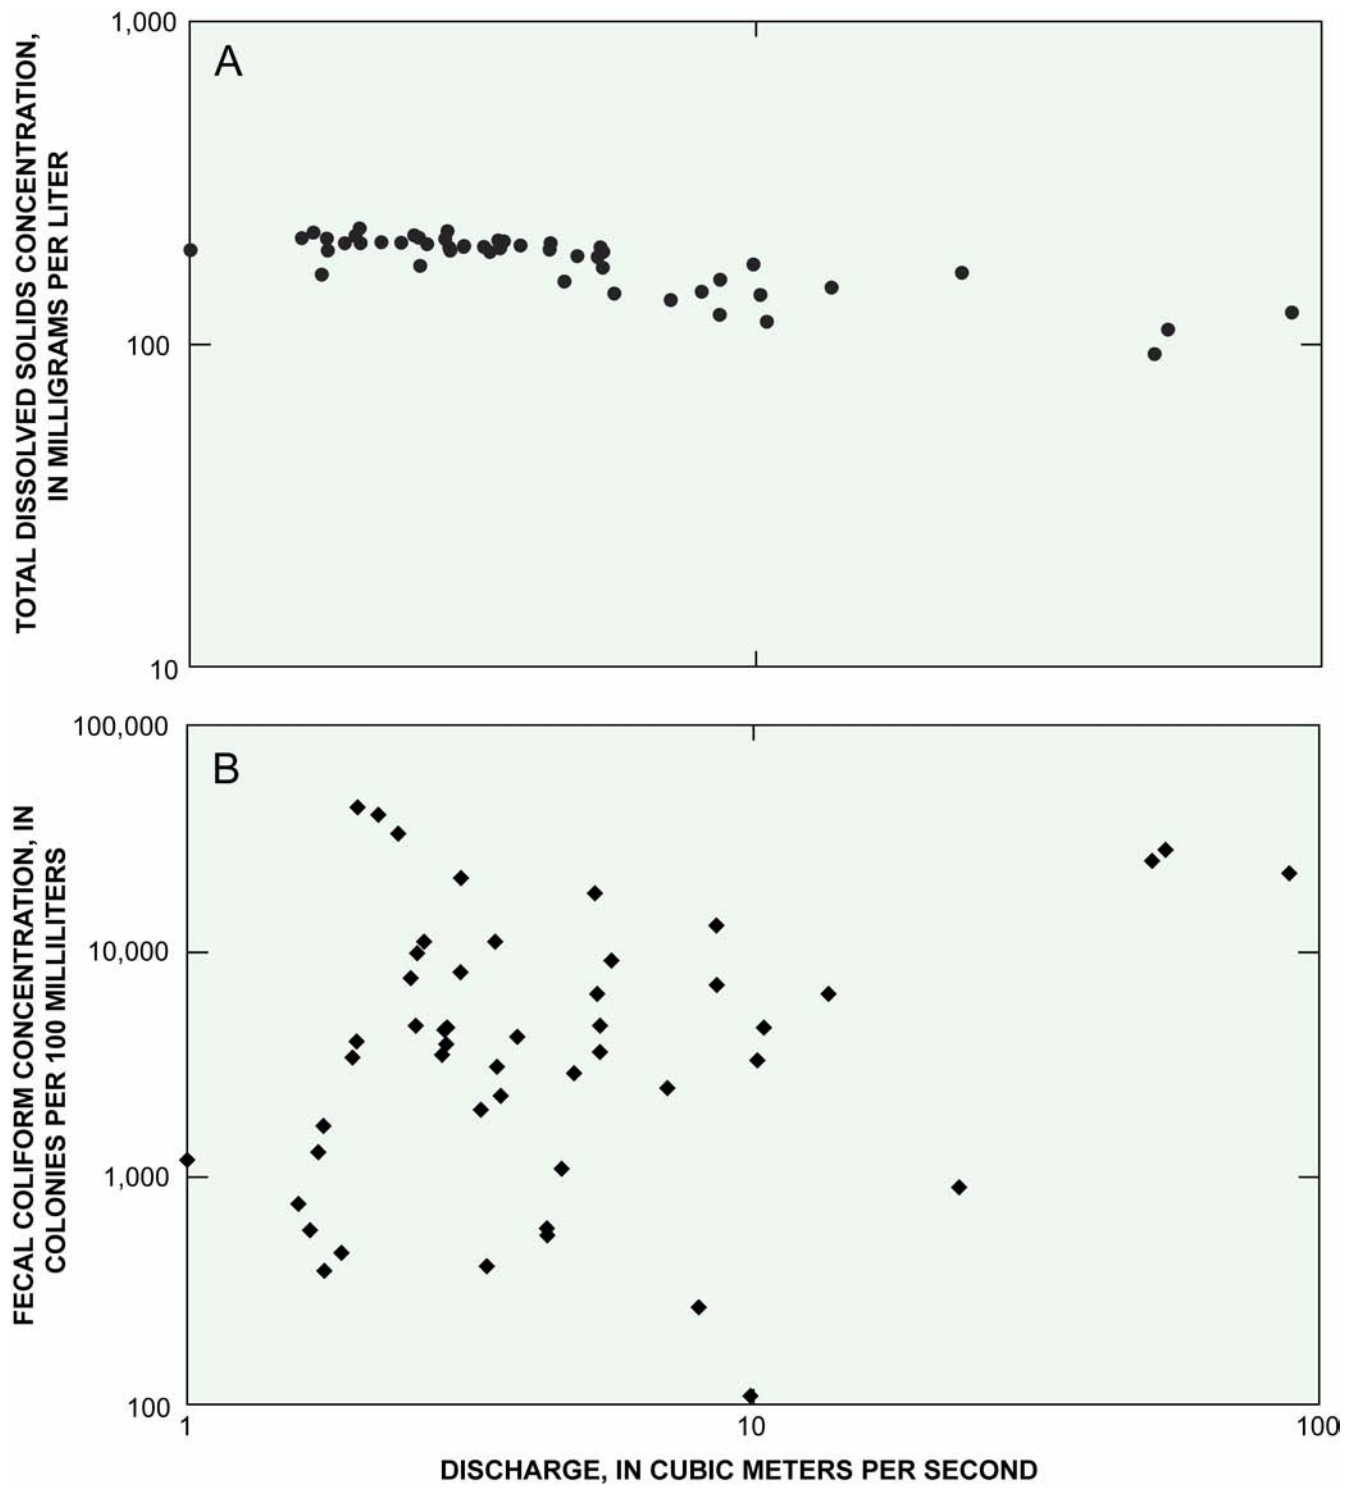 TOTAL DISSOLVED SOLIDS CONCENTRATION,
IN MILLIGRAMS PER LITER
1,000
100
10
A
FECAL COLIFORM CONCENTRATION, IN
COLONIES PER 100 MILLILITERS
100,000
10,000
1,000
100
B
1
10
100
DISCHARGE, IN CUBIC METERS PER SECOND